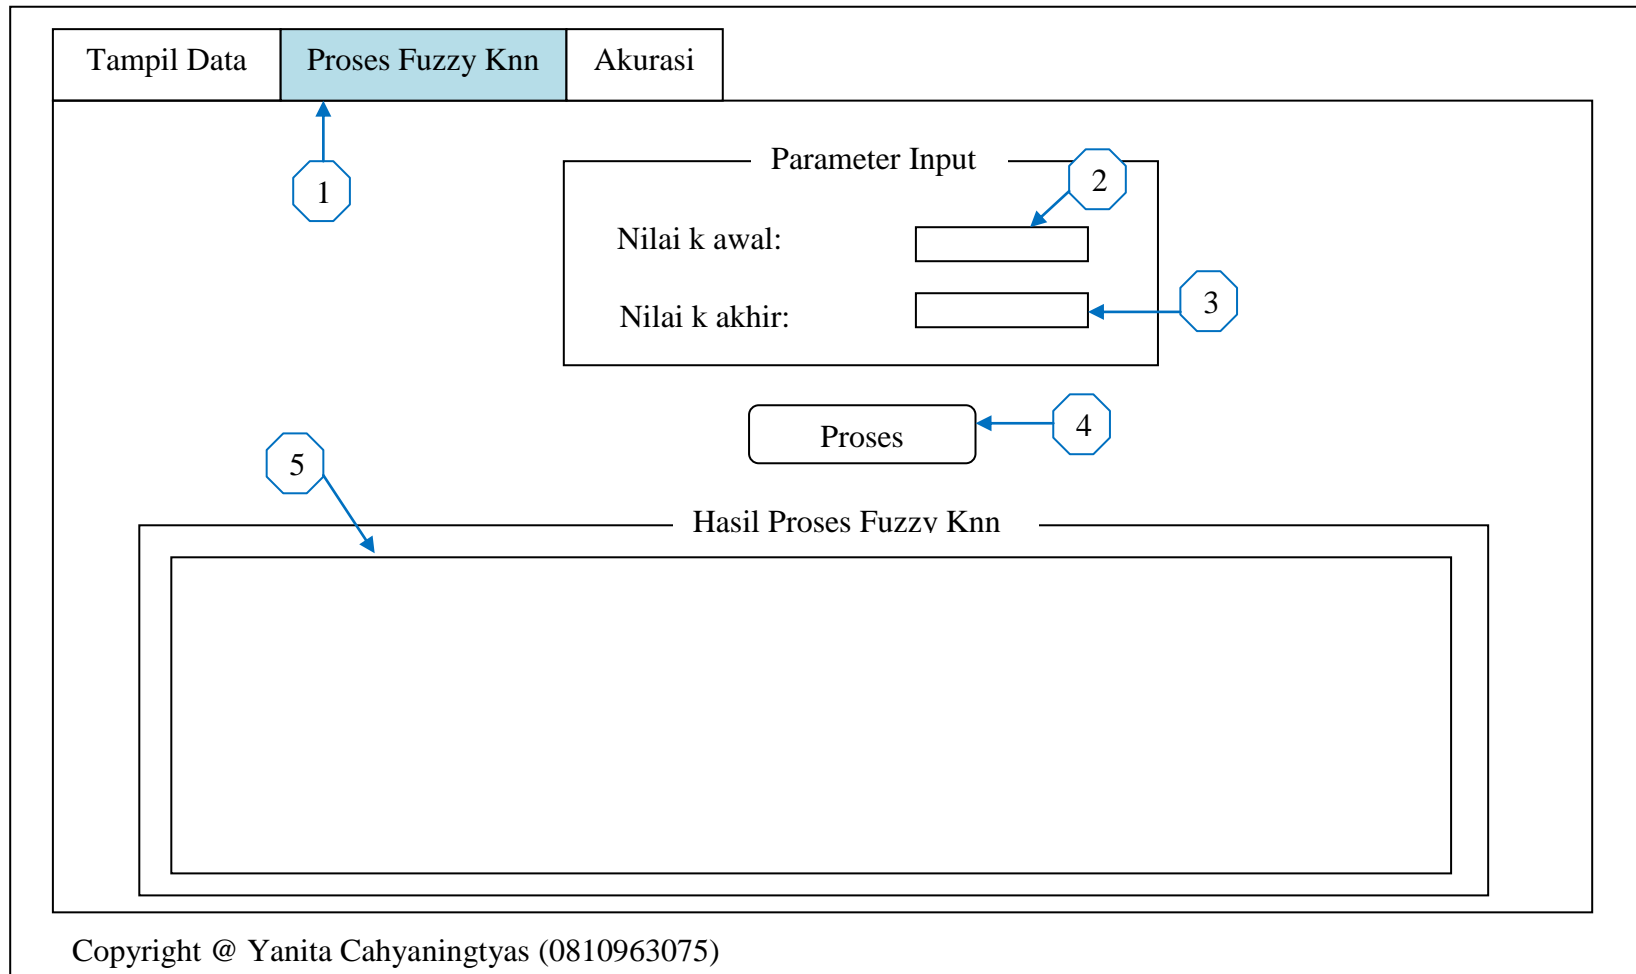 Tampil Data Proses Fuzzy Knn Akurasi
1
Parameter Input
2
Nilai k awal:
3
Nilai k akhir:
4
Proses
5
Hasil Proses Fuzzy Knn
Copyright @ Yanita Cahyaningtyas (0810963075)